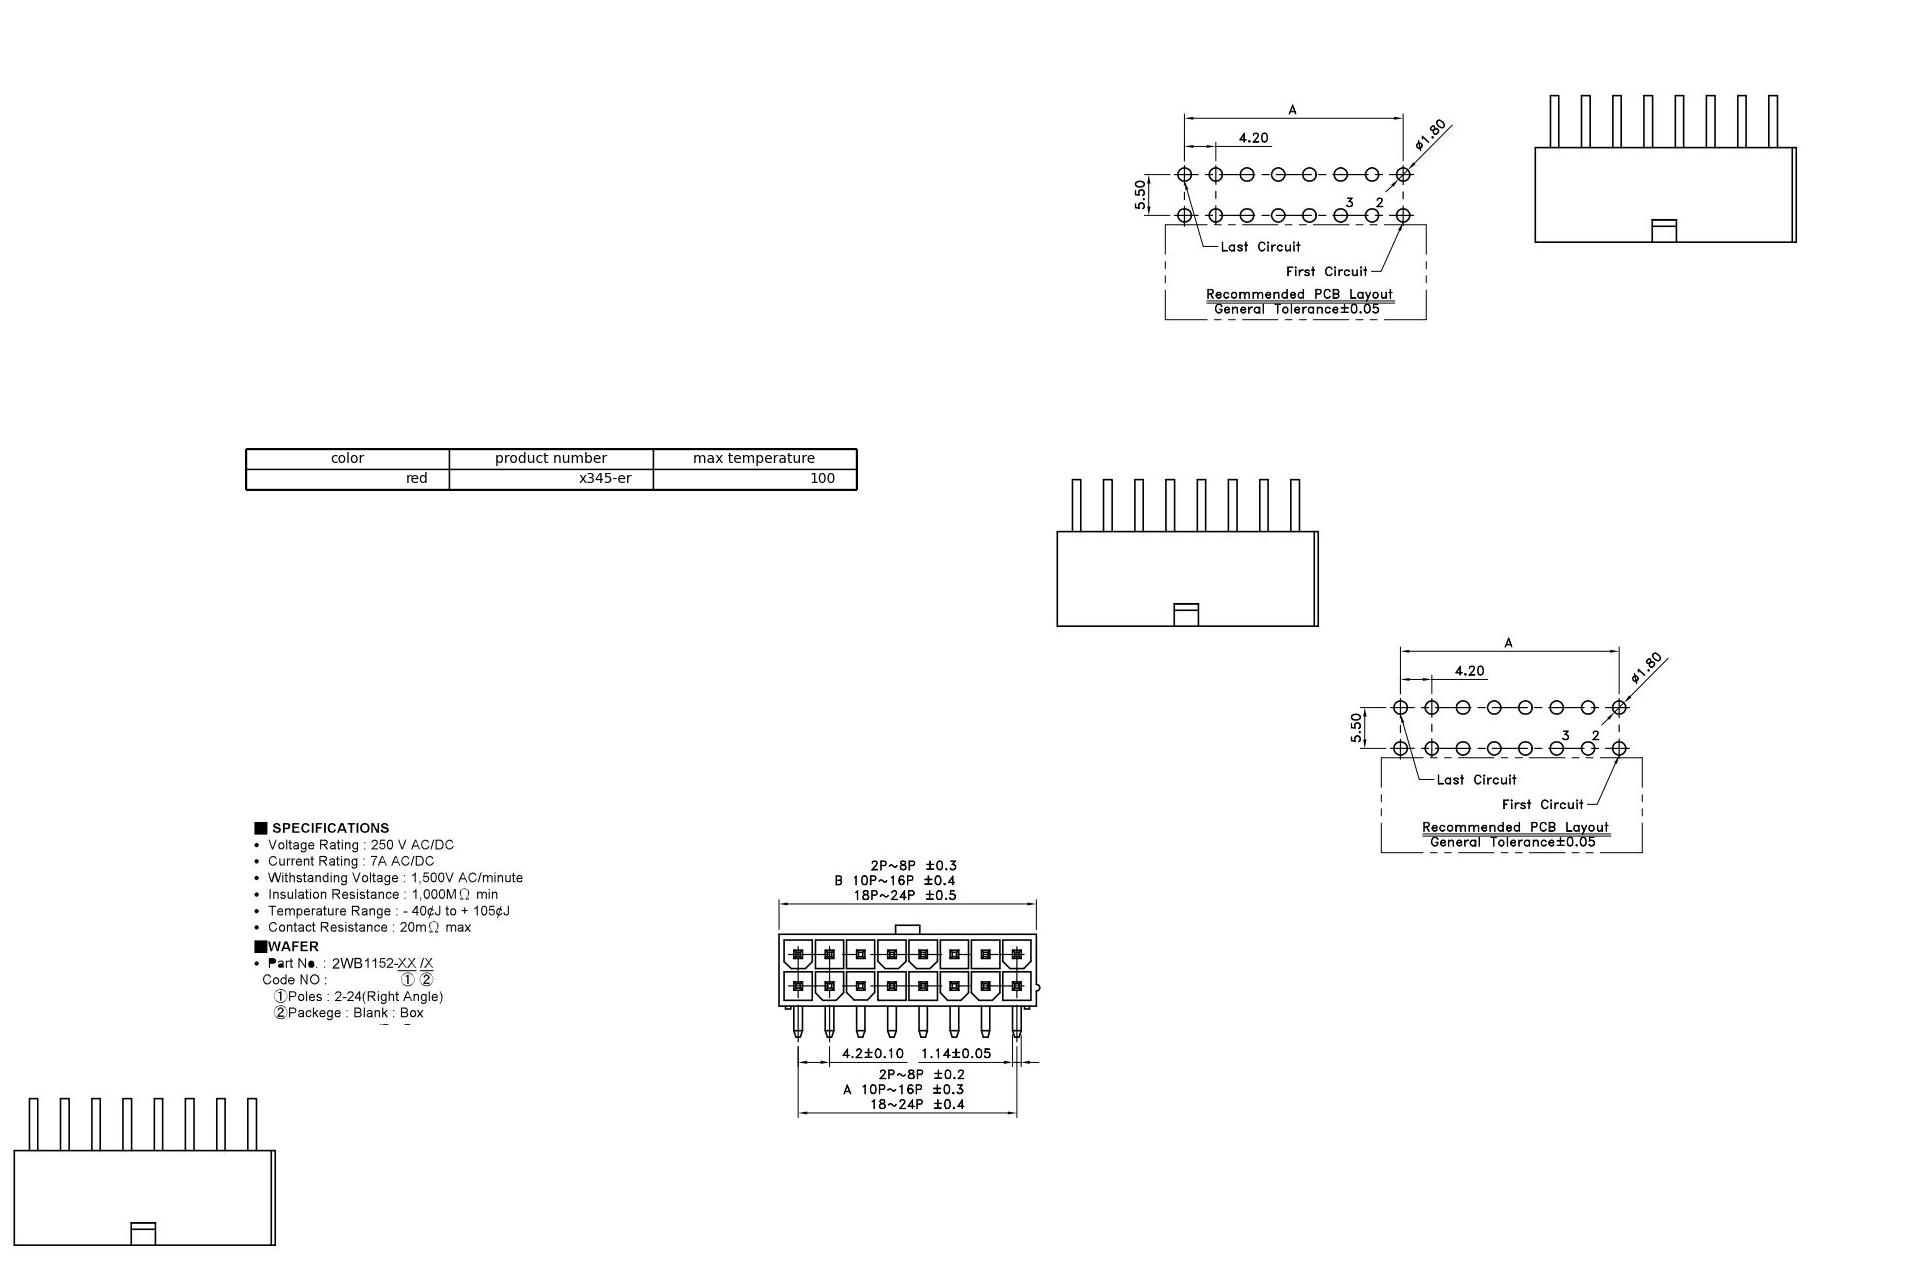 A
4.20
ø1.80
5.50
3 2
Last Circuit
First Circuit
Recommended PCB Layout
General Tolerance±0.05
color product number max temperature
red x345-er 100
A
4.20
ø1.80
5.50
3 2
Last Circuit
First Circuit
Recommended PCB Layout
General Tolerance±0.05
■ SPECIFICATIONS
• Voltage Rating : 250 V AC/DC
• Current Rating : 7A AC/DC
• Withstanding Voltage : 1,500V AC/minute
• Insulation Resistance : 1,000MΩ min
• Temperature Range : - 40¢J to + 105¢J
• Contact Resistance : 20mΩ max
■WAFER
• Part No. : 2WB1152-XX /X
Code NO : ① ②
①Poles : 2-24(Right Angle)
②Packege : Blank : Box
2P~8P ±0.3
B 10P~16P ±0.4
18P~24P ±0.5
4.2±0.10 1.14±0.05
2P~8P ±0.2
A 10P~16P ±0.3
18~24P ±0.4